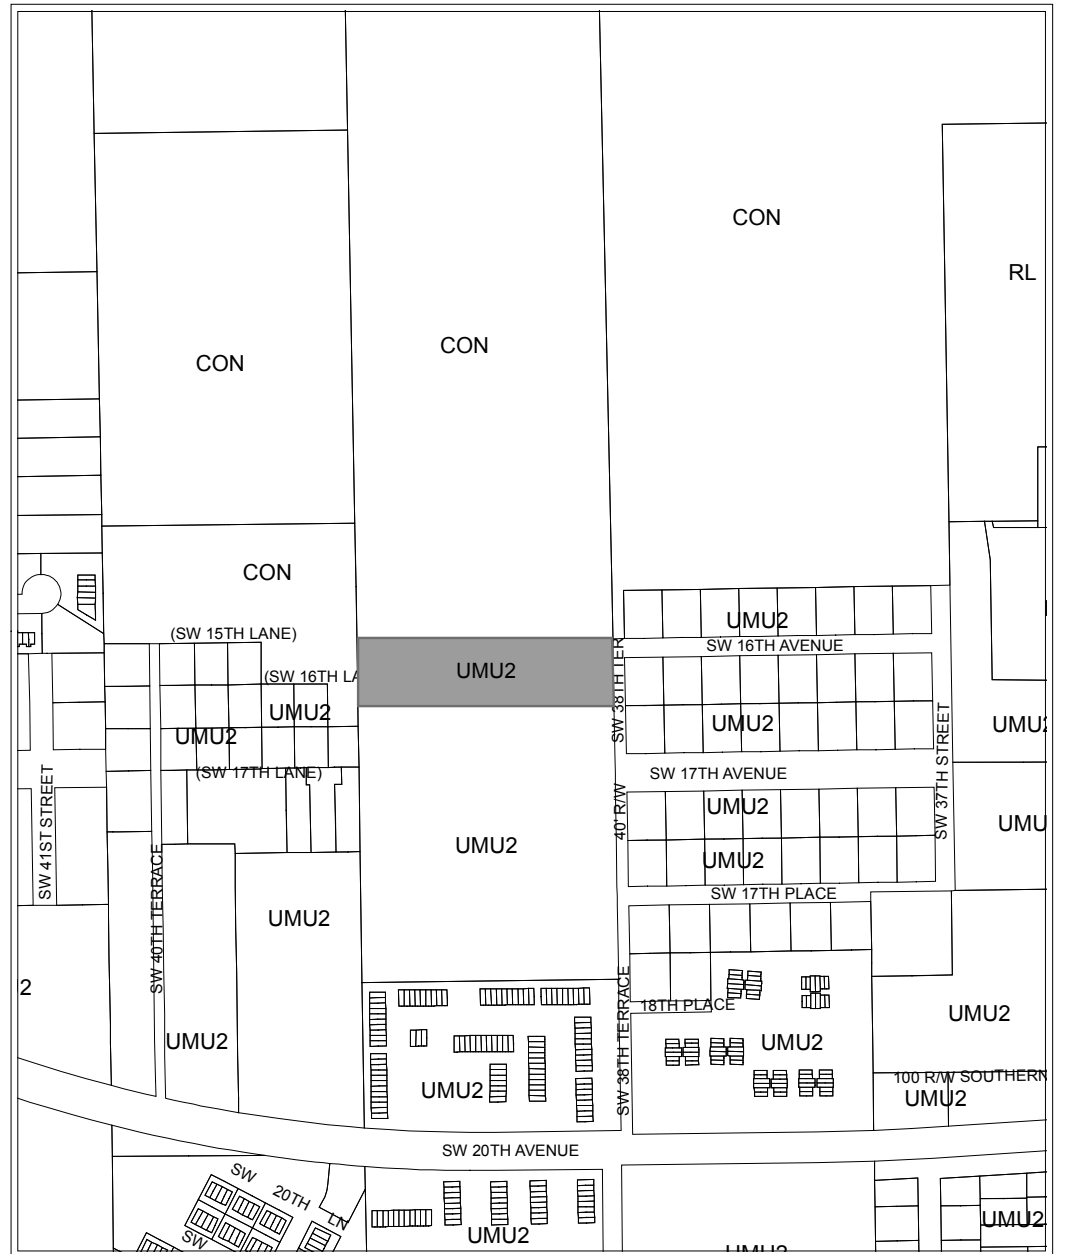 CON
RL
CON
CON
CON
UMU2
(SW 15TH LANE)
SW 16TH AVENUE
SW 38TH TER
UMU2
(SW 16TH LA
UMU2
UMU2
UMU2
UMU2
SW 37TH STREET
(SW 17TH LANE)
SW 17TH AVENUE
SW 41ST STREET
40' R/W
UMU2
UMU
UMU2
UMU2
SW 17TH PLACE
SW 40TH TERRACE
UMU2
2
SW 38TH TERRACE
18TH PLACE
UMU2
UMU2
UMU2
100 R/W SOUTHERN
UMU2
UMU2
SW 20TH AVENUE
SW 20TH LN
SW
UMU2
UMU2
UMU2